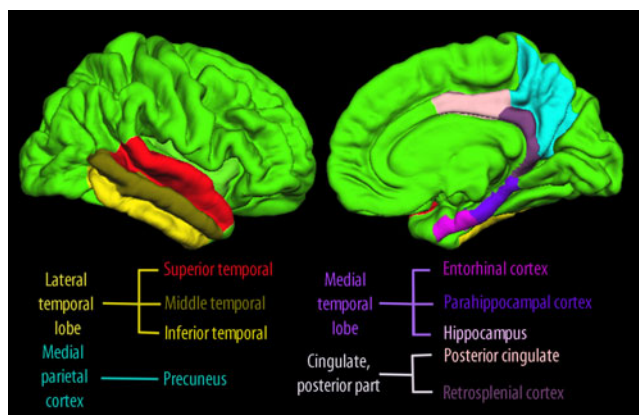 Lateral
temporal
lobe
Superior temporal
Middle temporal
Inferior temporal
Medial
parietal
cortex
Precuneus
Medial
temporal
lobe
Entorhinal cortex
Parahippocampal cortex
Hippocampus
Cingulate,
posterior part
Posterior cingulate
Retrosplenial cortex